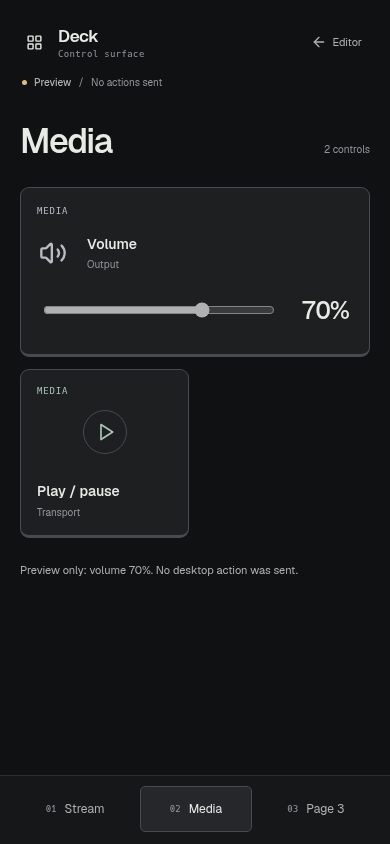 Deck
Control surface
Editor
Preview / No actions sent
Media
2 controls
MEDIA
Volume
Output
70%
MEDIA
Play / pause
Transport
Preview only: volume 70%. No desktop action was sent.
01 Stream
02 Media
03 Page 3